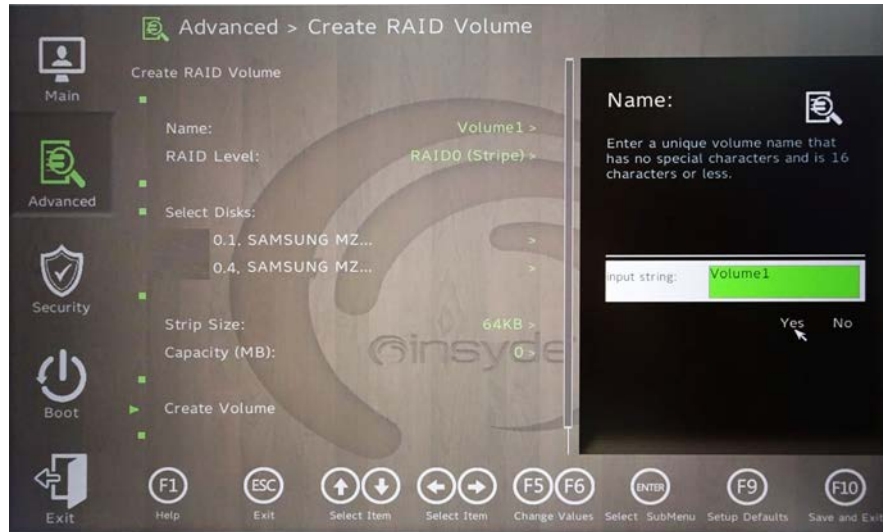 Advanced > Create RAID Volume
Main
Advanced
Security
Boot
Exit
Create RAID Volume
Name: Volume1 >
RAID Level: RAID0 (Stripe) >
Select Disks:
0.1, SAMSUNG MZ... >
0.4, SAMSUNG MZ... >
Strip Size: 64KB >
Capacity (MB): 0 >
Create Volume
insyde
Name:
Enter a unique volume name that
has no special characters and is 16
characters or less.
input string: Volume1
Yes No
F1 ESC F5 F6 ENTER F9 F10
Help Exit Select Item Select Item Change Values Select SubMenu Setup Defaults Save and Exit